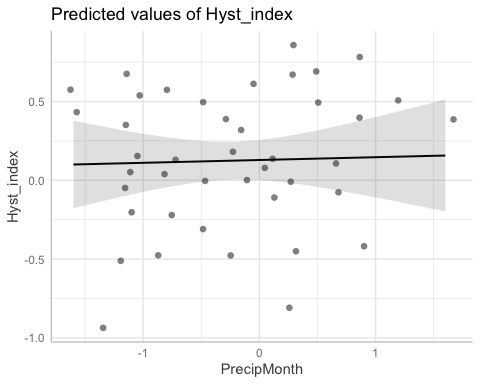 Predicted values of Hyst_index
Hyst_index
0.5
0.0
-0.5
-1.0
-1
0
1
PrecipMonth